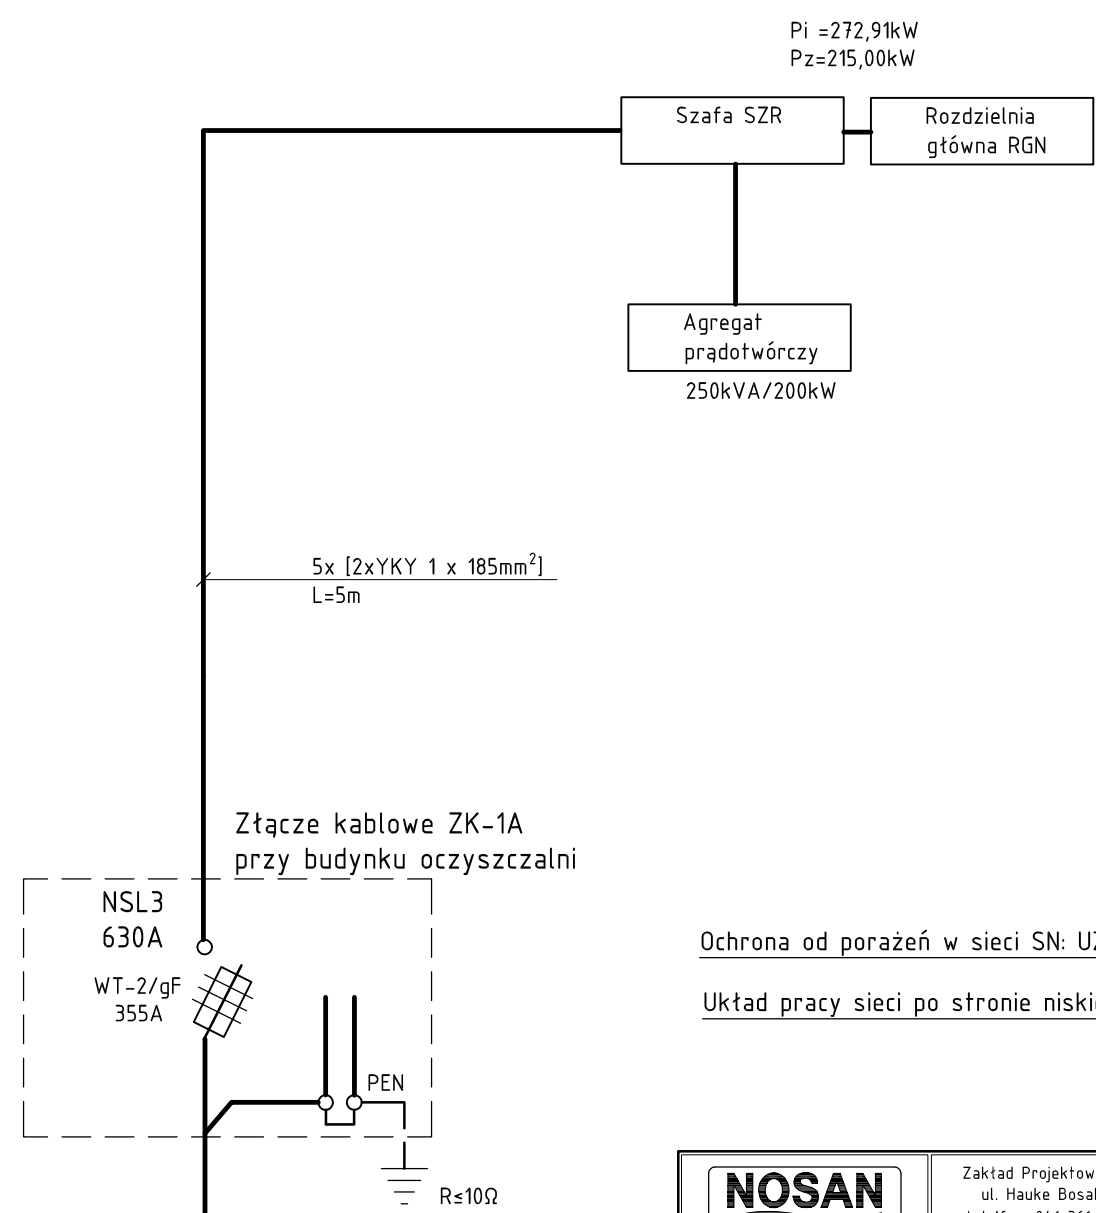 Pi =272,91kW
Pz=215,00kW
Szafa SZR
Rozdzielnia
główna RGN
Agregat
prądotwórczy
250kVA/200kW
5x [2xYKY 1 x 185mm²]
L=5m
Złącze kablowe ZK-1A
przy budynku oczyszczalni
NSL3
630A
WT-2/gF
355A
PEN
R≤10Ω
Ochrona od porażeń w sieci SN:
Układ pracy sieci po stronie
NOSAN
Zakład
ul. Hauke